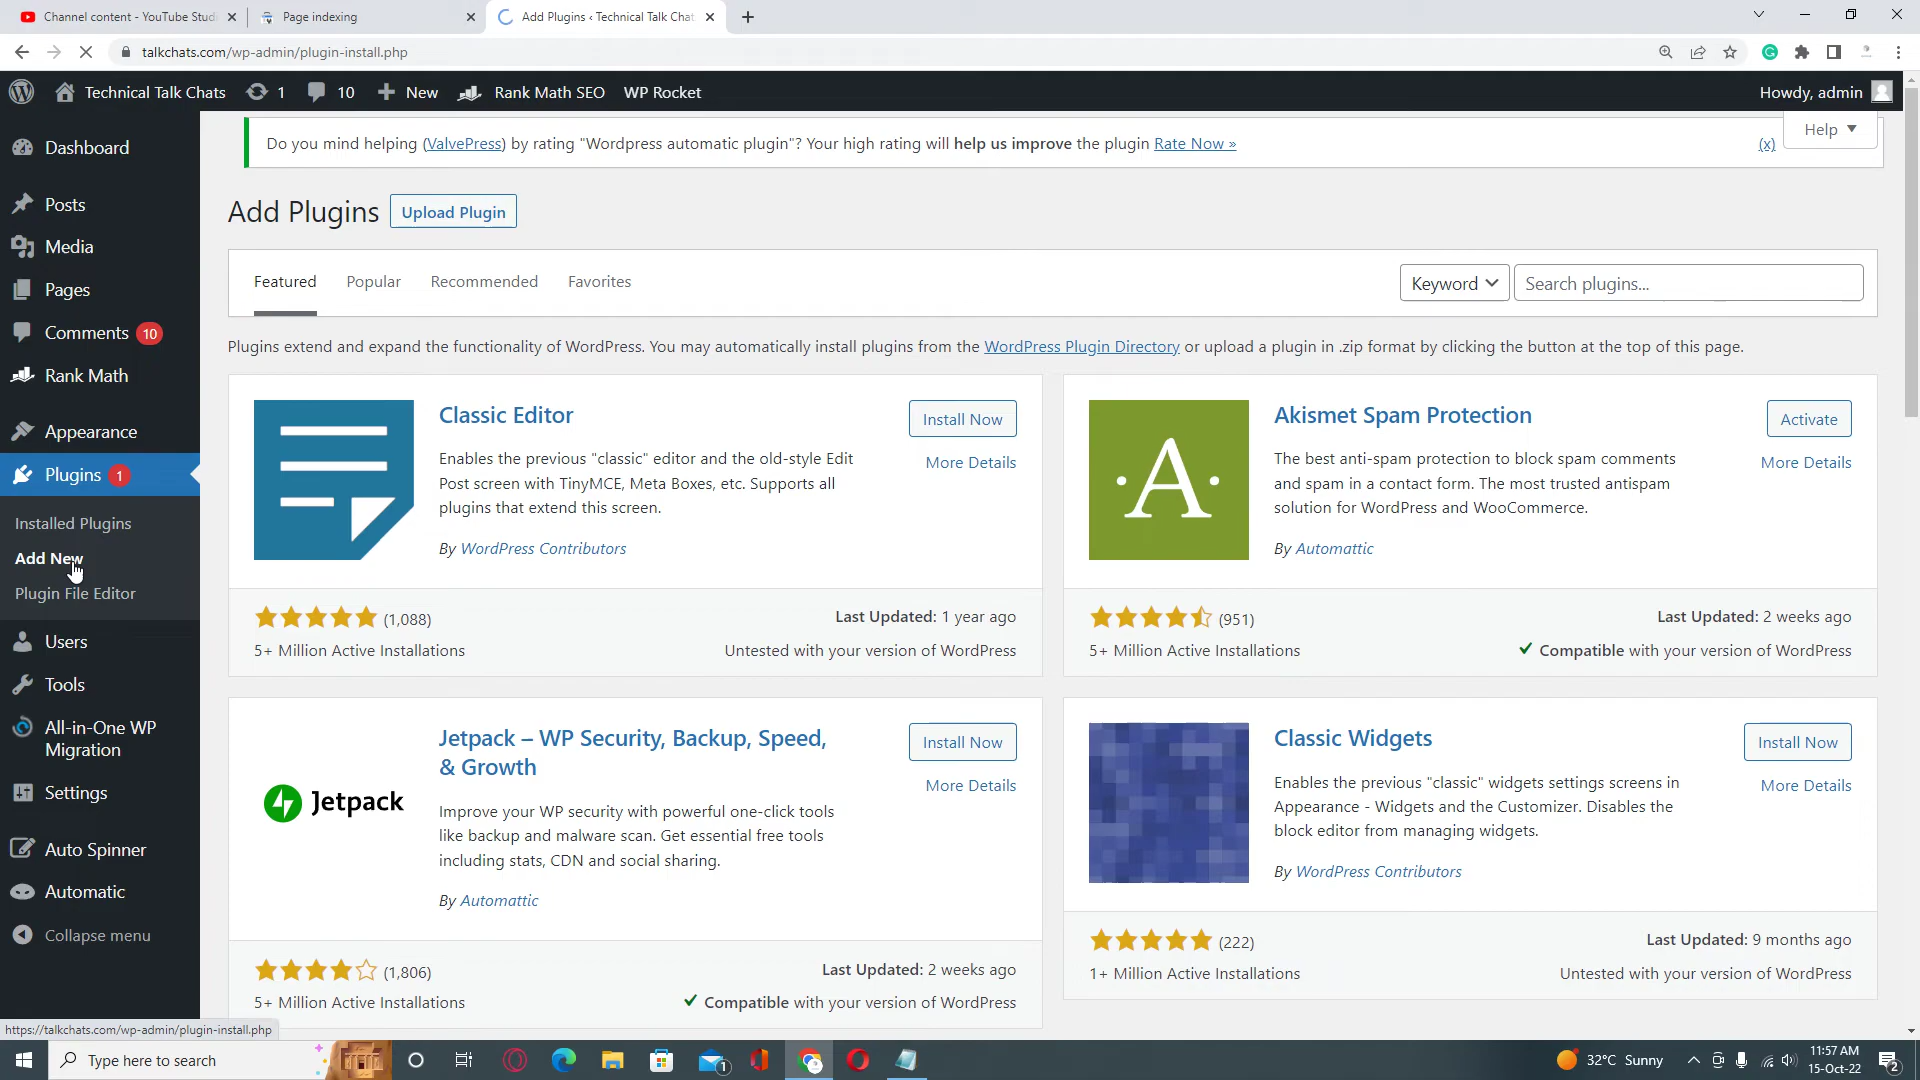 Channel content - YouTube Studi
Page indexing
Add Plugins ‹ Technical Talk Chat
talkchats.com/wp-admin/plugin-install.php
Technical Talk Chats
1
10
New
Rank Math SEO
WP Rocket
Howdy, admin
Dashboard
Posts
Media
Pages
Comments 10
Rank Math
Appearance
Plugins 1
Installed Plugins
Add New
Plugin File Editor
Users
Tools
All-in-One WP
Migration
Settings
Auto Spinner
Automatic
Collapse menu
Do you mind helping (ValvePress) by rating "Wordpress automatic plugin"? Your high rating will help us improve the plugin Rate Now »
(x)
Help
Add Plugins
Upload Plugin
Featured
Popular
Recommended
Favorites
Keyword
Search plugins...
Plugins extend and expand the functionality of WordPress. You may automatically install plugins from the WordPress Plugin Directory or upload a plugin in .zip format by clicking the button at the top of this page.
Classic Editor
Install Now
More Details
Enables the previous "classic" editor and the old-style Edit
Post screen with TinyMCE, Meta Boxes, etc. Supports all
plugins that extend this screen.
By WordPress Contributors
(1,088)
Last Updated: 1 year ago
5+ Million Active Installations
Untested with your version of WordPress
·A·
Akismet Spam Protection
Activate
More Details
The best anti-spam protection to block spam comments
and spam in a contact form. The most trusted antispam
solution for WordPress and WooCommerce.
By Automattic
(951)
Last Updated: 2 weeks ago
5+ Million Active Installations
Compatible with your version of WordPress
Jetpack
Jetpack – WP Security, Backup, Speed,
& Growth
Install Now
More Details
Improve your WP security with powerful one-click tools
like backup and malware scan. Get essential free tools
including stats, CDN and social sharing.
By Automattic
(1,806)
Last Updated: 2 weeks ago
5+ Million Active Installations
Compatible with your version of WordPress
Classic Widgets
Install Now
More Details
Enables the previous "classic" widgets settings screens in
Appearance - Widgets and the Customizer. Disables the
block editor from managing widgets.
By WordPress Contributors
(222)
Last Updated: 9 months ago
1+ Million Active Installations
Untested with your version of WordPress
https://talkchats.com/wp-admin/plugin-install.php
Type here to search
1
32°C Sunny
11:57 AM
15-Oct-22
2